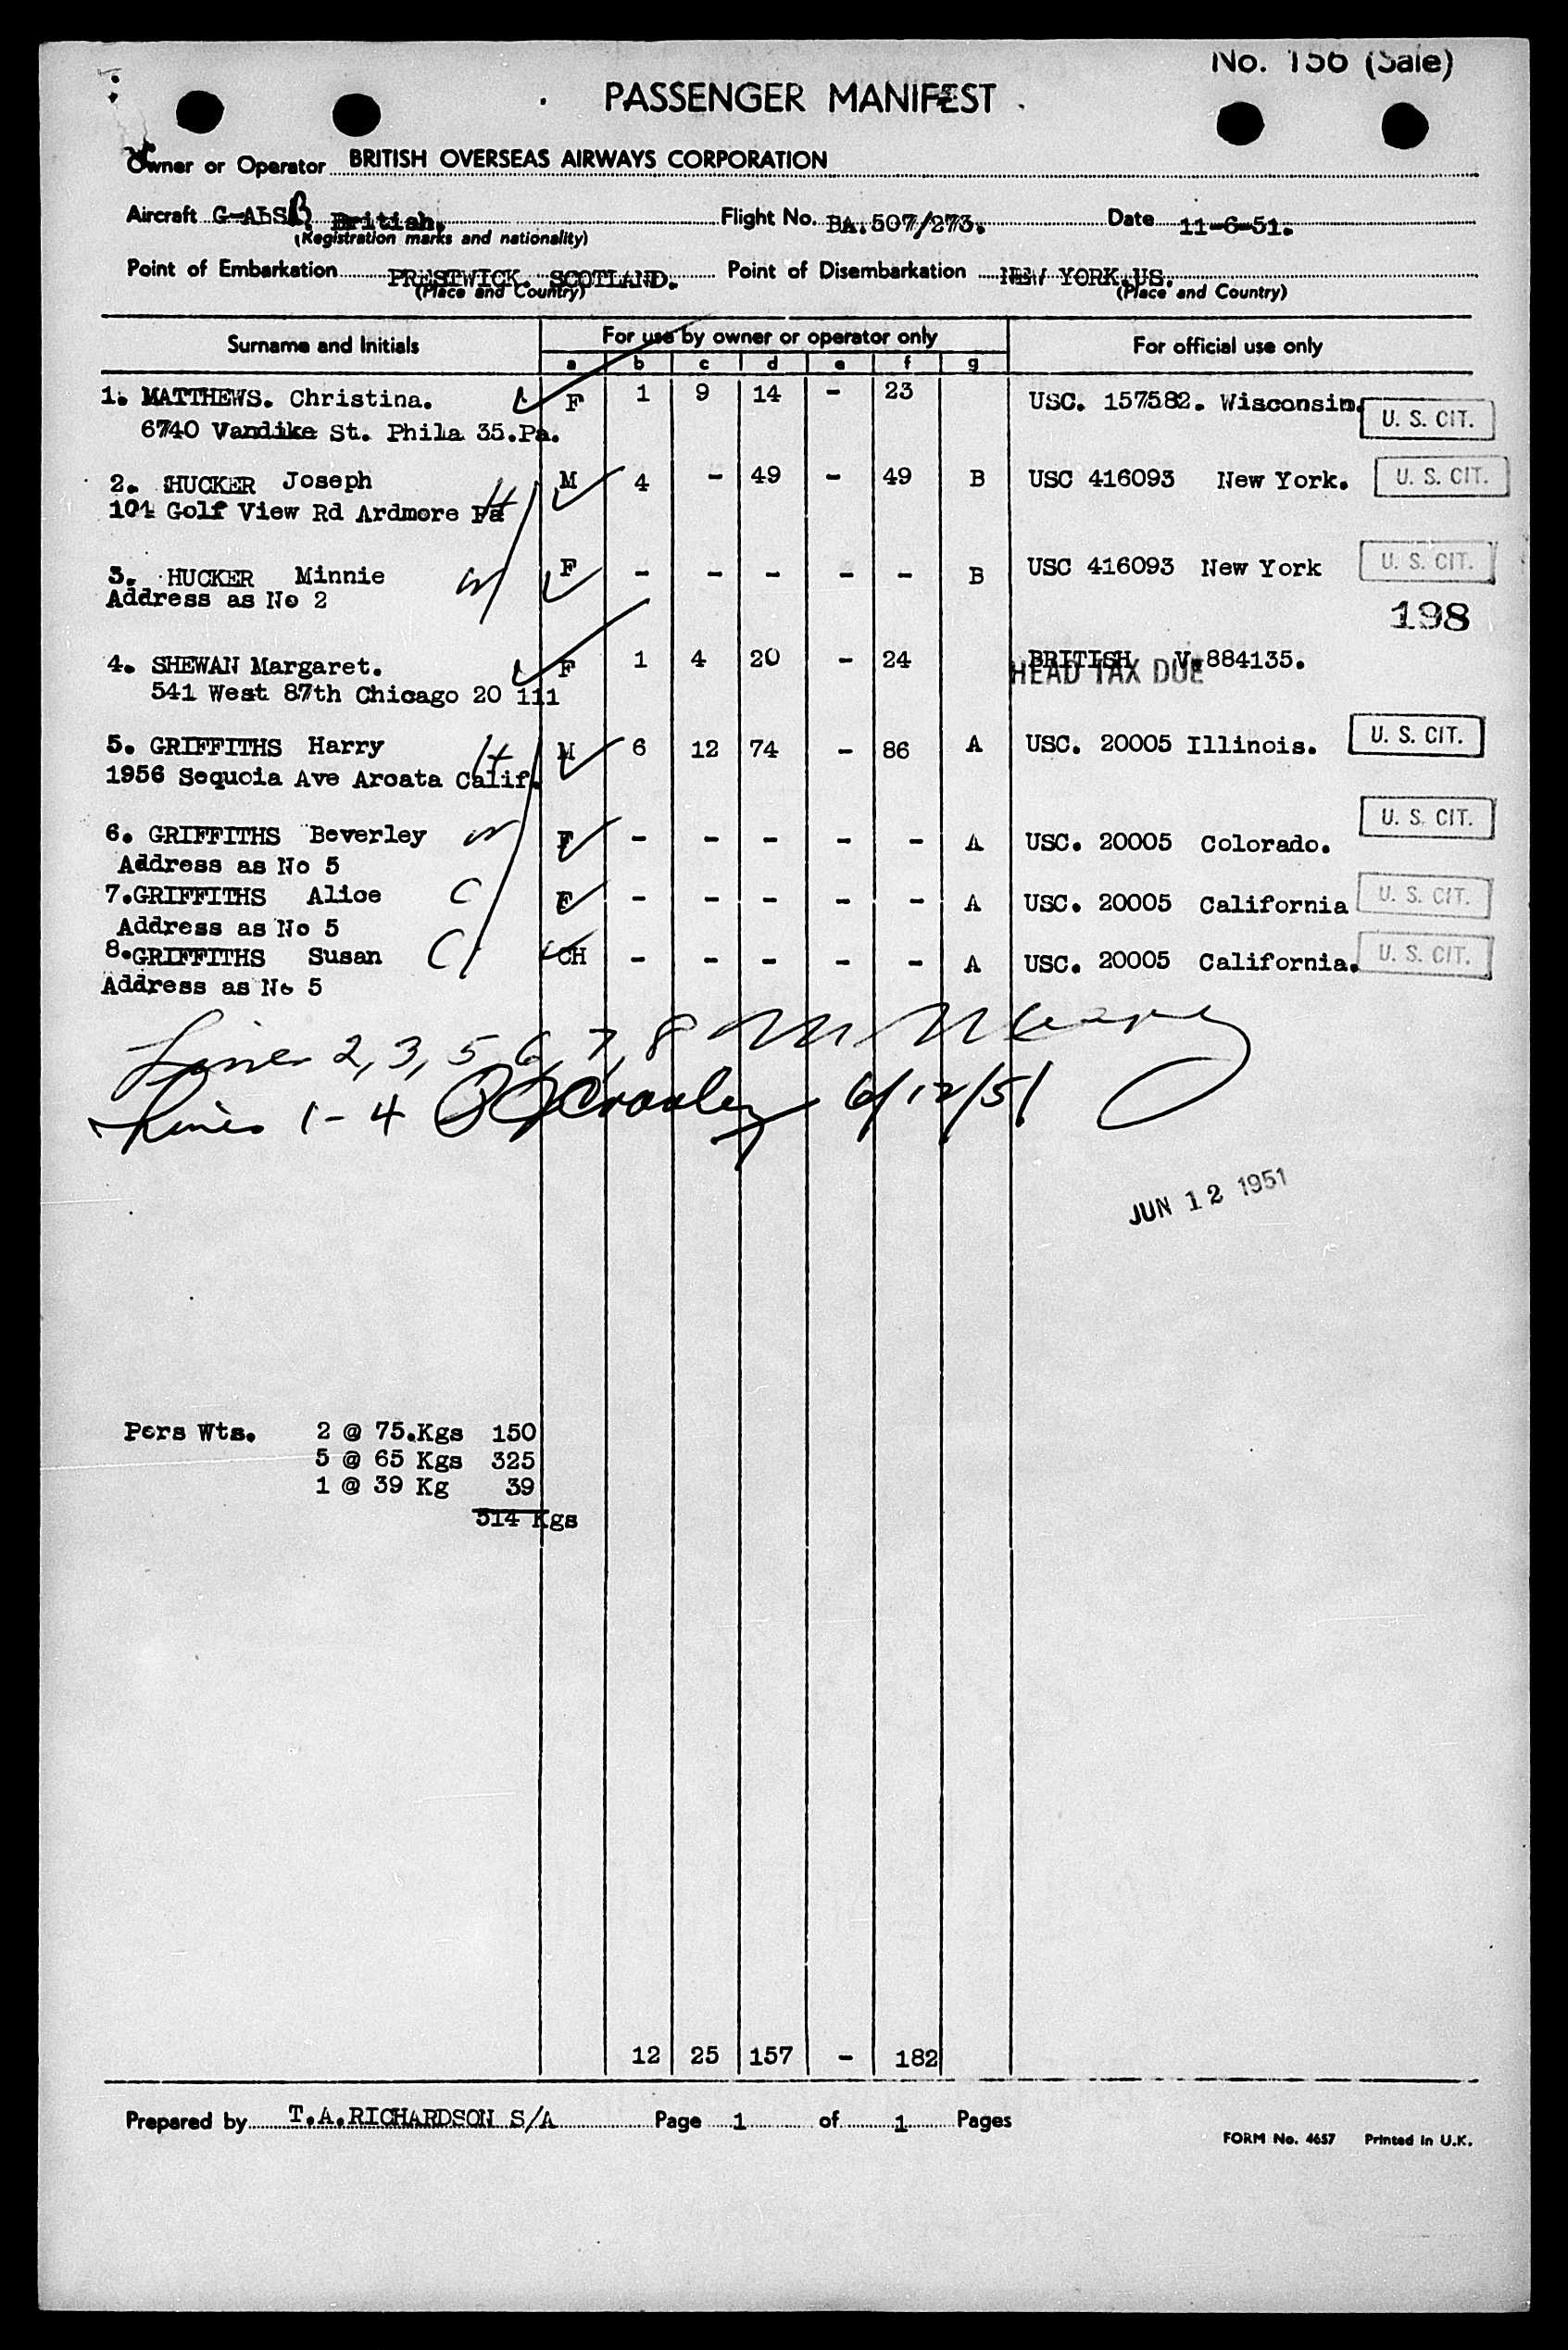 No. 156 (Sale)
PASSENGER MANIFEST
Owner or Operator BRITISH OVERSEAS AIRWAYS CORPORATION
Aircraft G-ALSB, British. Flight No. BA.507/273. Date 11-6-51.
(Registration marks and nationality)
Point of Embarkation PRESTWICK. SCOTLAND. Point of Disembarkation NEW YORK.US.
(Place and Country) (Place and Country)
Surname and Initials For use by owner or operator only For official use only
a b c d e f g
1. MATTHEWS. Christina. F 1 9 14 - 23 USC. 157582. Wisconsin. U. S. CIT.
6740 Vandike St. Phila 35.Pa.
2. HUCKER Joseph H M 4 - 49 - 49 B USC 416093 New York. U. S. CIT.
104 Golf View Rd Ardmore Pa
3. HUCKER Minnie W F - - - - - B USC 416093 New York U. S. CIT.
Address as No 2
198
4. SHEWAN Margaret. F 1 4 20 - 24 BRITISH V.884135.
HEAD TAX DUE
541 West 87th Chicago 20 111
5. GRIFFITHS Harry H M 6 12 74 - 86 A USC. 20005 Illinois. U. S. CIT.
1956 Sequoia Ave Arcata Calif.
6. GRIFFITHS Beverley W F - - - - - A USC. 20005 Colorado. U. S. CIT.
Address as No 5
7.GRIFFITHS Alice C F - - - - - A USC. 20005 California U. S. CIT.
Address as No 5
8.GRIFFITHS Susan C CH - - - - - A USC. 20005 California. U. S. CIT.
Address as No 5
Lines 2, 3, 5, 6, 7, 8
Lines 1-4 Crowley 6/12/51
JUN 12 1951
Pers Wts. 2 @ 75.Kgs 150
5 @ 65 Kgs 325
1 @ 39 Kg 39
514 Kgs
12 25 157 - 182
Prepared by T.A.RICHARDSON S/A Page 1 of 1 Pages
FORM No. 4657 Printed in U.K.